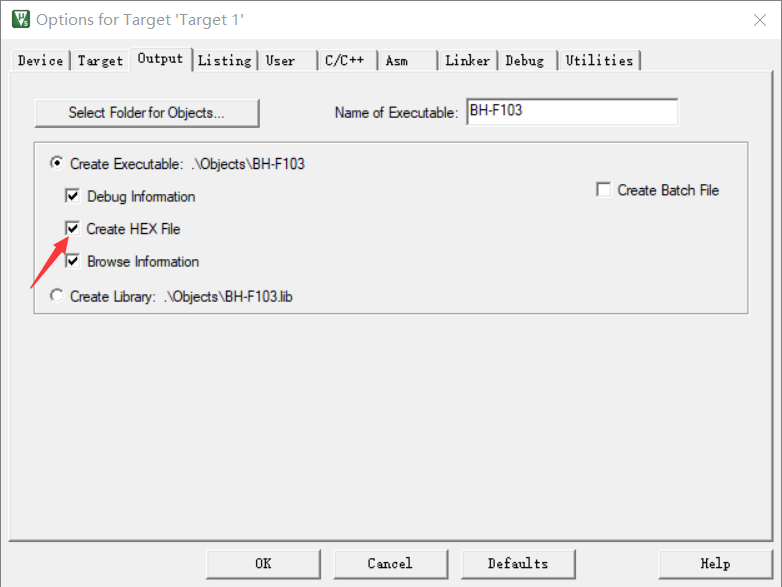 Options for Target 'Target 1'
Device Target Output Listing User C/C++ Asm Linker Debug Utilities
Select Folder for Objects... Name of Executable: BH-F103
Create Executable: .\Objects\BH-F103
Debug Information Create Batch File
Create HEX File
Browse Information
Create Library: .\Objects\BH-F103.lib
OK Cancel Defaults Help